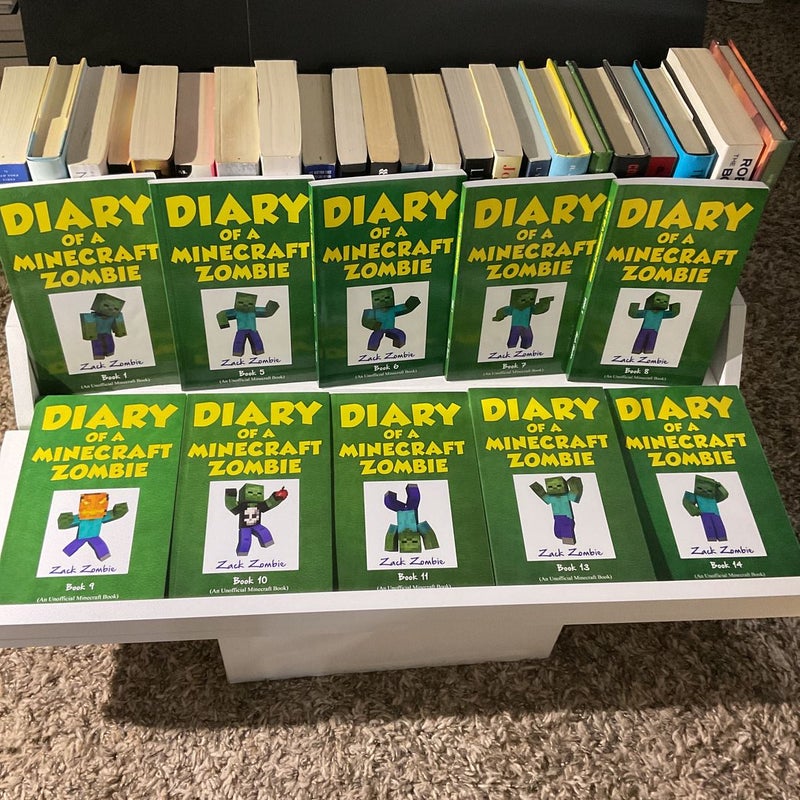 THE
DIARY
OF A
MINECRAFT
ZOMBIE
Zack Zombie
Book 1
(An Unofficial Minecraft Book)
DIARY
OF A
MINECRAFT
ZOMBIE
Zack Zombie
Book 5
(An Unofficial Minecraft Book)
DIARY
OF A
MINECRAFT
ZOMBIE
Zack Zombie
Book 6
(An Unofficial Minecraft Book)
DIARY
OF A
MINECRAFT
ZOMBIE
Zack Zombie
Book 7
(An Unofficial Minecraft Book)
DIARY
OF A
MINECRAFT
ZOMBIE
Zack Zombie
Book 8
(An Unofficial Minecraft Book)
DIARY
OF A
MINECRAFT
ZOMBIE
Zack Zombie
Book 9
(An Unofficial Minecraft Book)
DIARY
OF A
MINECRAFT
ZOMBIE
Zack Zombie
Book 10
(An Unofficial Minecraft Book)
DIARY
OF A
MINECRAFT
ZOMBIE
Zack Zombie
Book 11
(An Unofficial Minecraft Book)
DIARY
OF A
MINECRAFT
ZOMBIE
Zack Zombie
Book 13
(An Unofficial Minecraft Book)
DIARY
OF A
MINECRAFT
ZOMBIE
Zack Zombie
Book 14
(An Unofficial Minecraft Book)